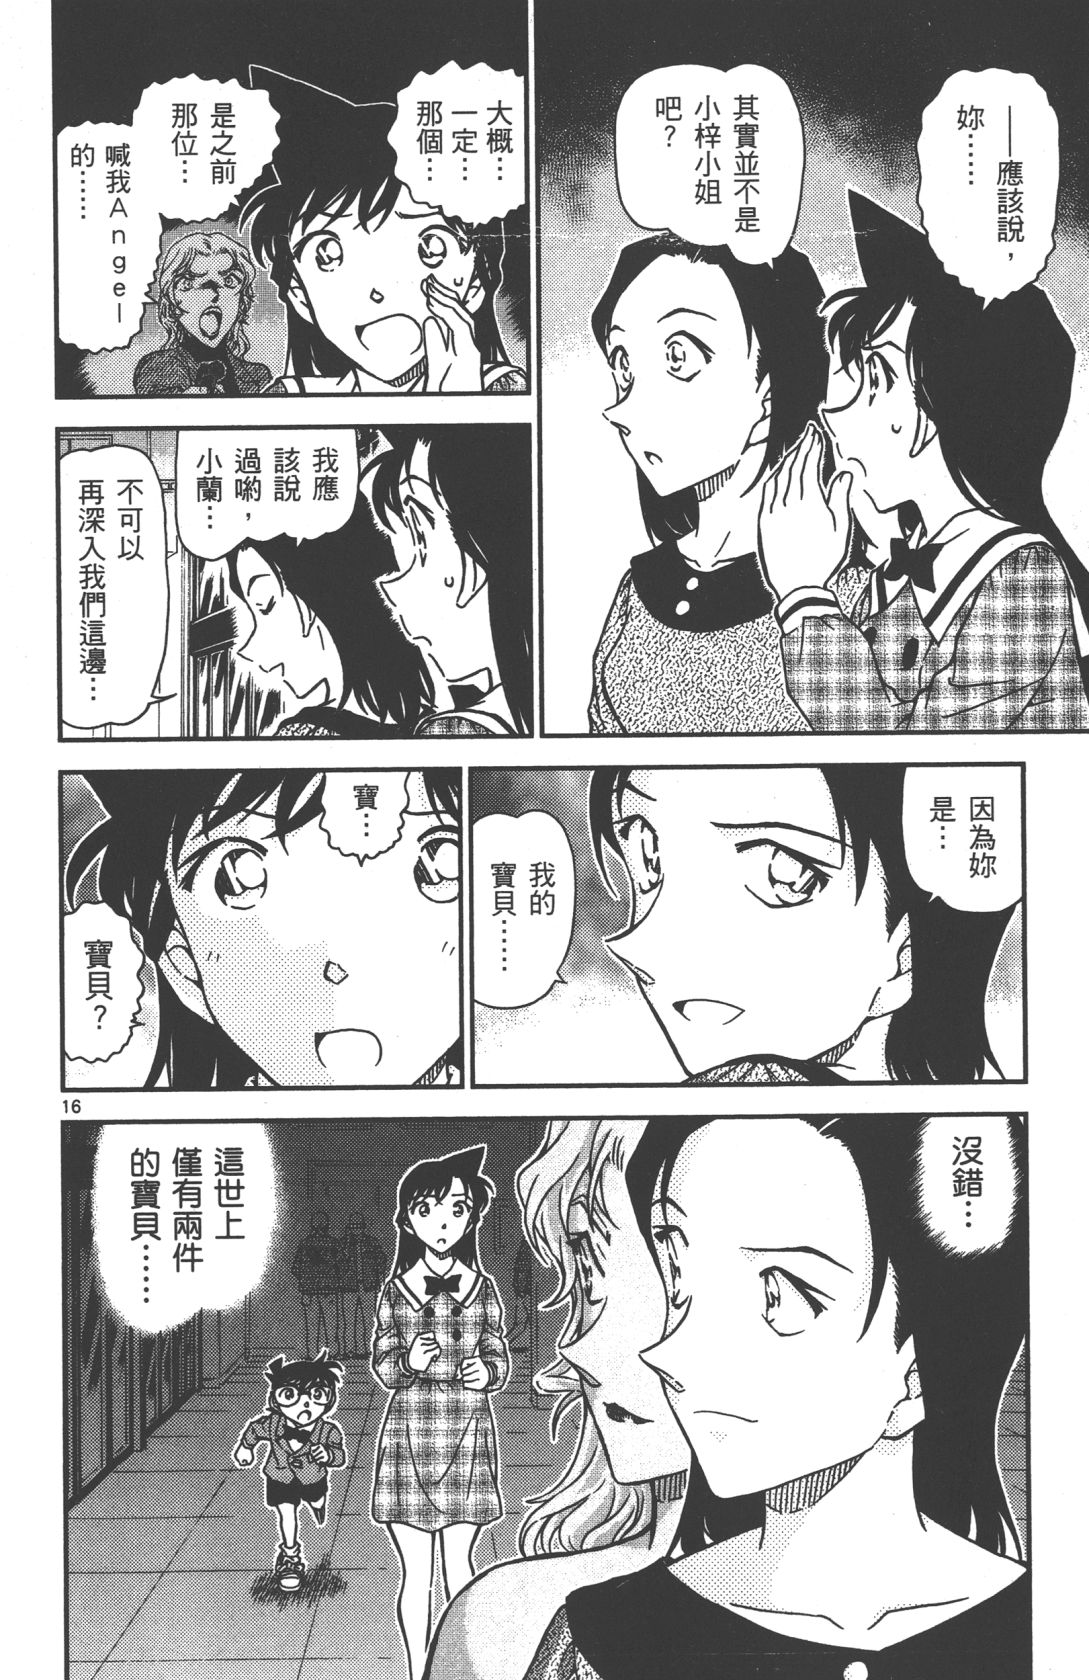 ──應該說，
妳……
其實並不是
小梓小姐
吧？
大概…
一定…
那個…
是之前
那位…
喊我Angel
的……
我應
該說
過喲，
小蘭…
不可以
再深入我們這邊…
因為妳
是…
我的
寶貝……
寶…
寶貝？
16
沒錯…
這世上
僅有兩件
的寶貝……